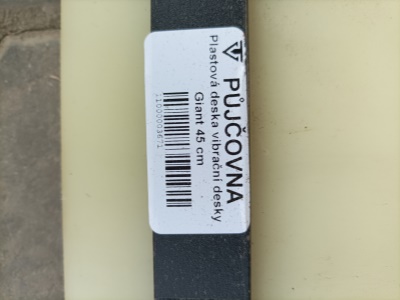 PŮJČOVNA
Plastová deska vibrační desky
Giant 45 cm